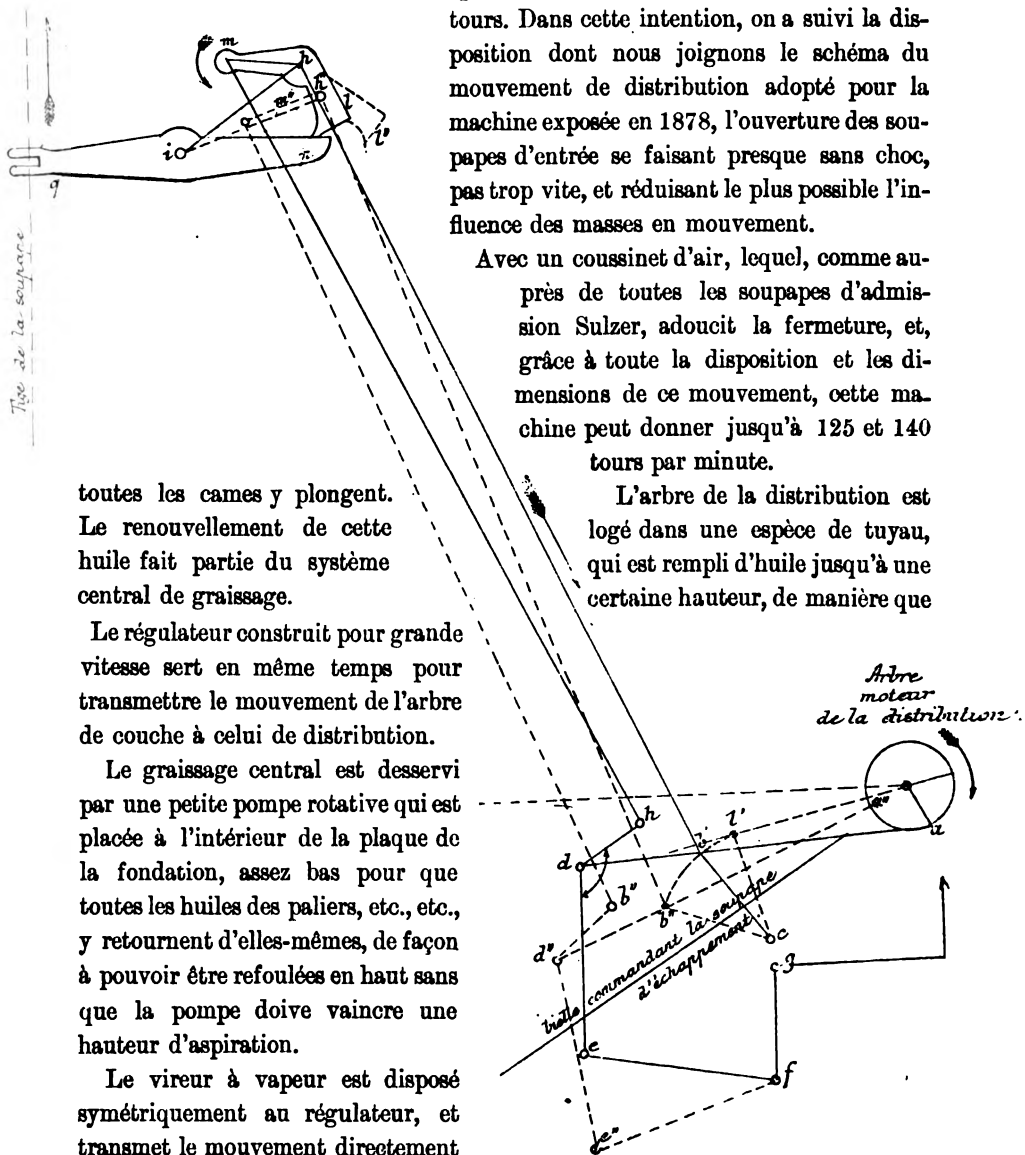 tours. Dans cette intention, on a suivi la dis-
position dont nous joignons le schéma du
mouvement de distribution adopté pour la
machine exposée en 1878, l'ouverture des sou-
papes d'entrée se faisant presque sans choc,
pas trop vite, et réduisant le plus possible l'in-
fluence des masses en mouvement.
Avec un coussinet d'air, lequel, comme au-
près de toutes les soupapes d'admis-
sion Sulzer, adoucit la fermeture, et,
grâce à toute la disposition et les di-
mensions de ce mouvement, cette ma-
chine peut donner jusqu'à 125 et 140
tours par minute.
L'arbre de la distribution est
logé dans une espèce de tuyau,
qui est rempli d'huile jusqu'à une
certaine hauteur, de manière que
toutes les cames y plongent.
Le renouvellement de cette
huile fait partie du système
central de graissage.
Le régulateur construit pour grande
vitesse sert en même temps pour
transmettre le mouvement de l'arbre
de couche à celui de distribution.
Le graissage central est desservi
par une petite pompe rotative qui est
placée à l'intérieur de la plaque de
la fondation, assez bas pour que
toutes les huiles des paliers, etc., etc.,
y retournent d'elles-mêmes, de façon
à pouvoir être refoulées en haut sans
que la pompe doive vaincre une
hauteur d'aspiration.
Le vireur à vapeur est disposé
symétriquement au régulateur, et
transmet le mouvement directement
m
h
h"
m"
l
l"
i
n
q
Tige de la soupape
Arbre
moteur
de la distribution.
a"
a
h
l'
d
b"
b"
d"
c
bielle commandant la soupape
d'échappement.
g
e
f
e"